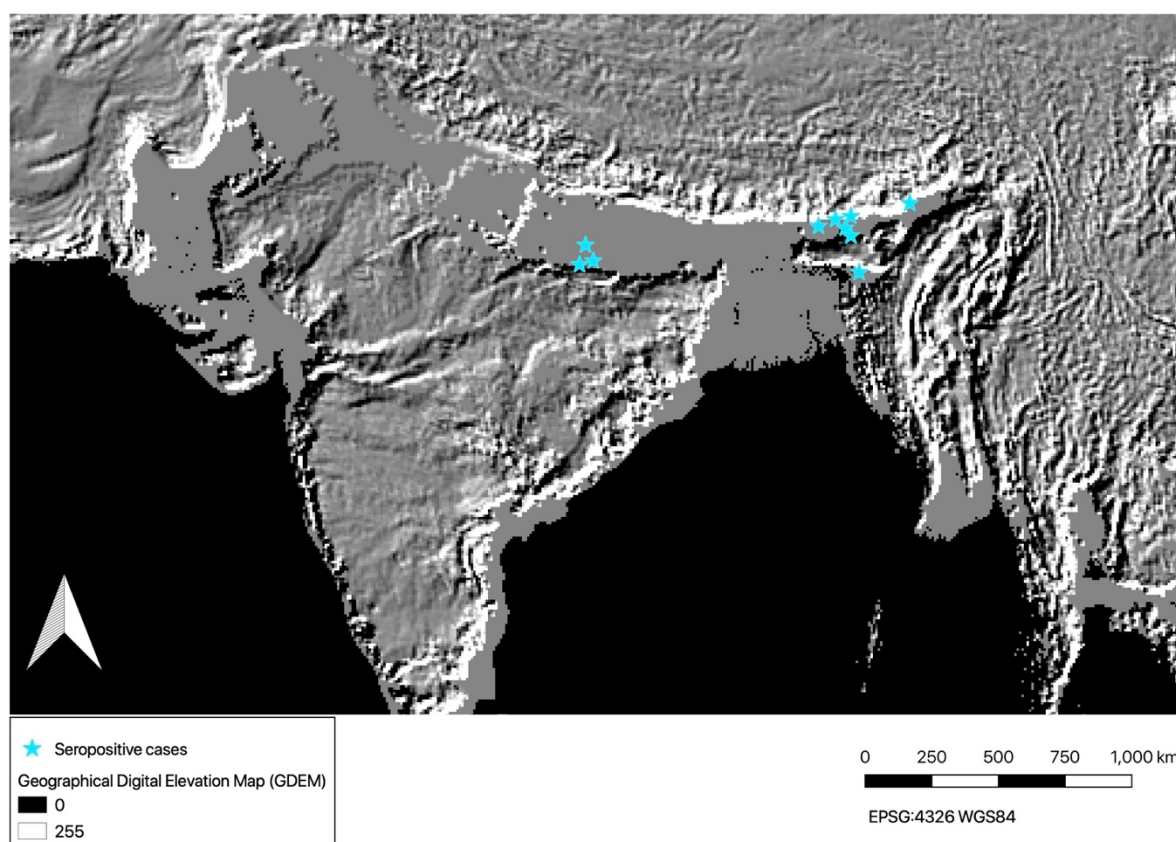 Seropositive cases
Geographical Digital Elevation Map (GDEM)
0
255
0 250 500 750 1,000 km
EPSG:4326 WGS84